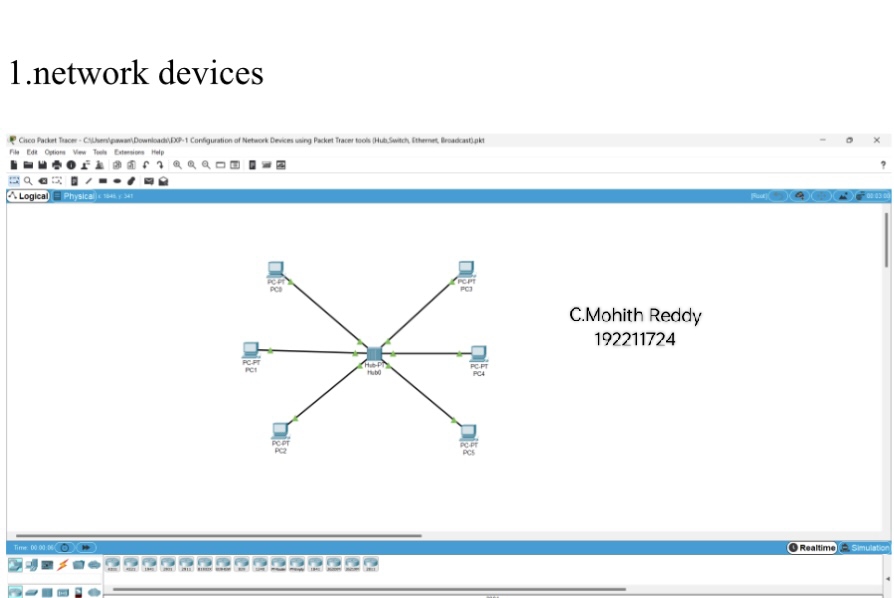 1.network devices
Cisco Packet Tracer - C:\Users\pawan\Downloads\EXP-1 Configuration of Network Devices using Packet Tracer tools (Hub,Switch, Ethernet, Broadcast).pkt
File Edit Options View Tools Extensions Help
Logical Physical
[Root]
PC-PT
PC0
PC-PT
PC3
C.Mohith Reddy
192211724
PC-PT
PC1
Hub-PT
Hub0
PC-PT
PC4
PC-PT
PC2
PC-PT
PC5
Time: 00:00:06
Realtime Simulation